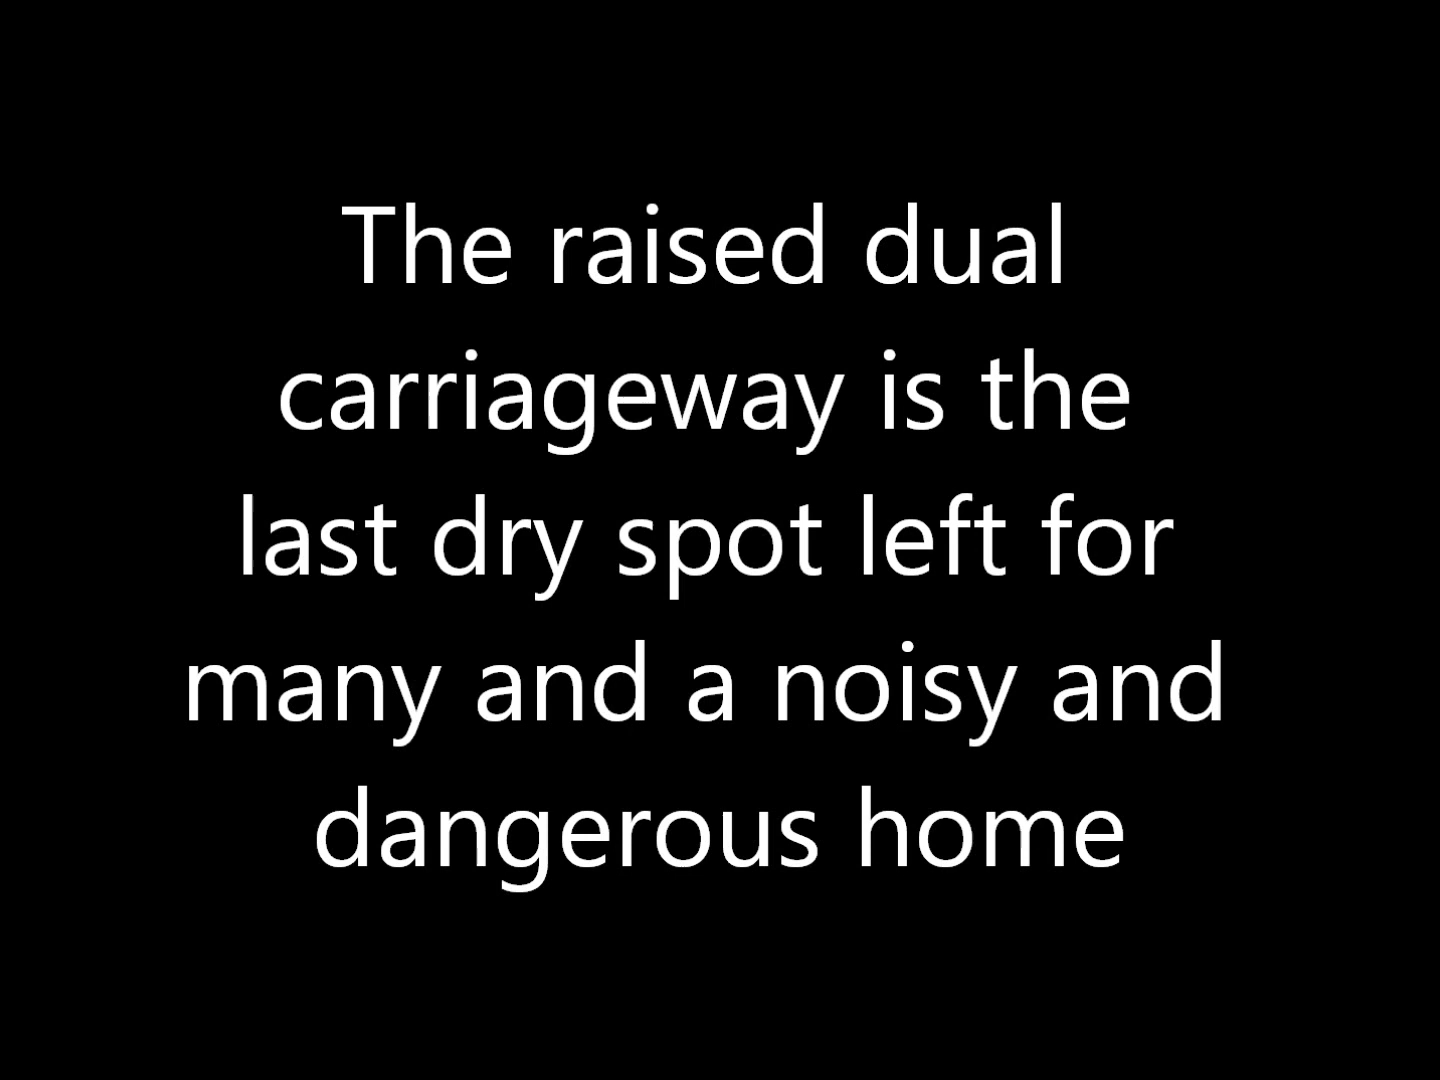 The raised dual
carriageway is the
last dry spot left for
many and a noisy and
dangerous home